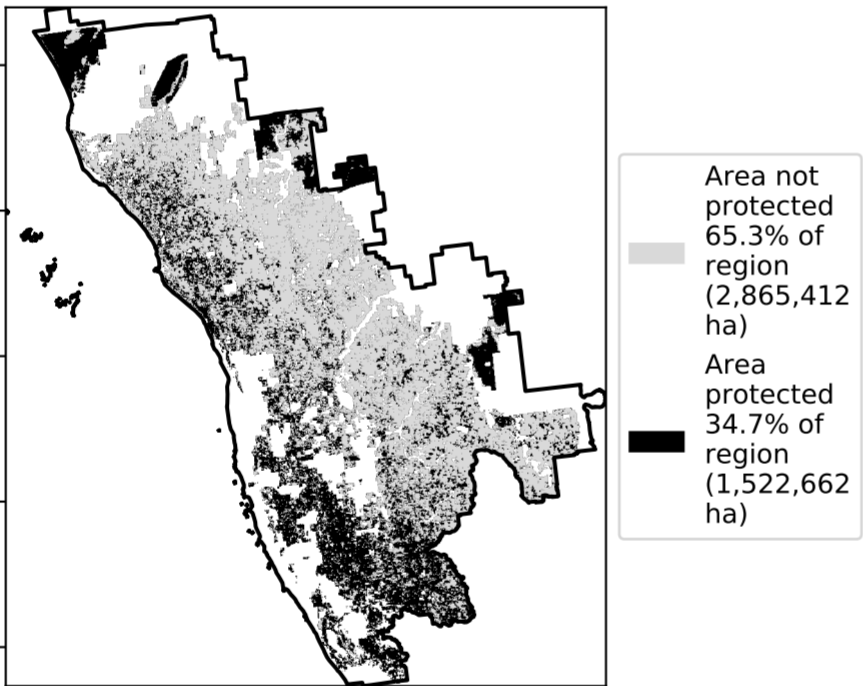 Area not
protected
65.3% of
region
(2,865,412
ha)
Area
protected
34.7% of
region
(1,522,662
ha)